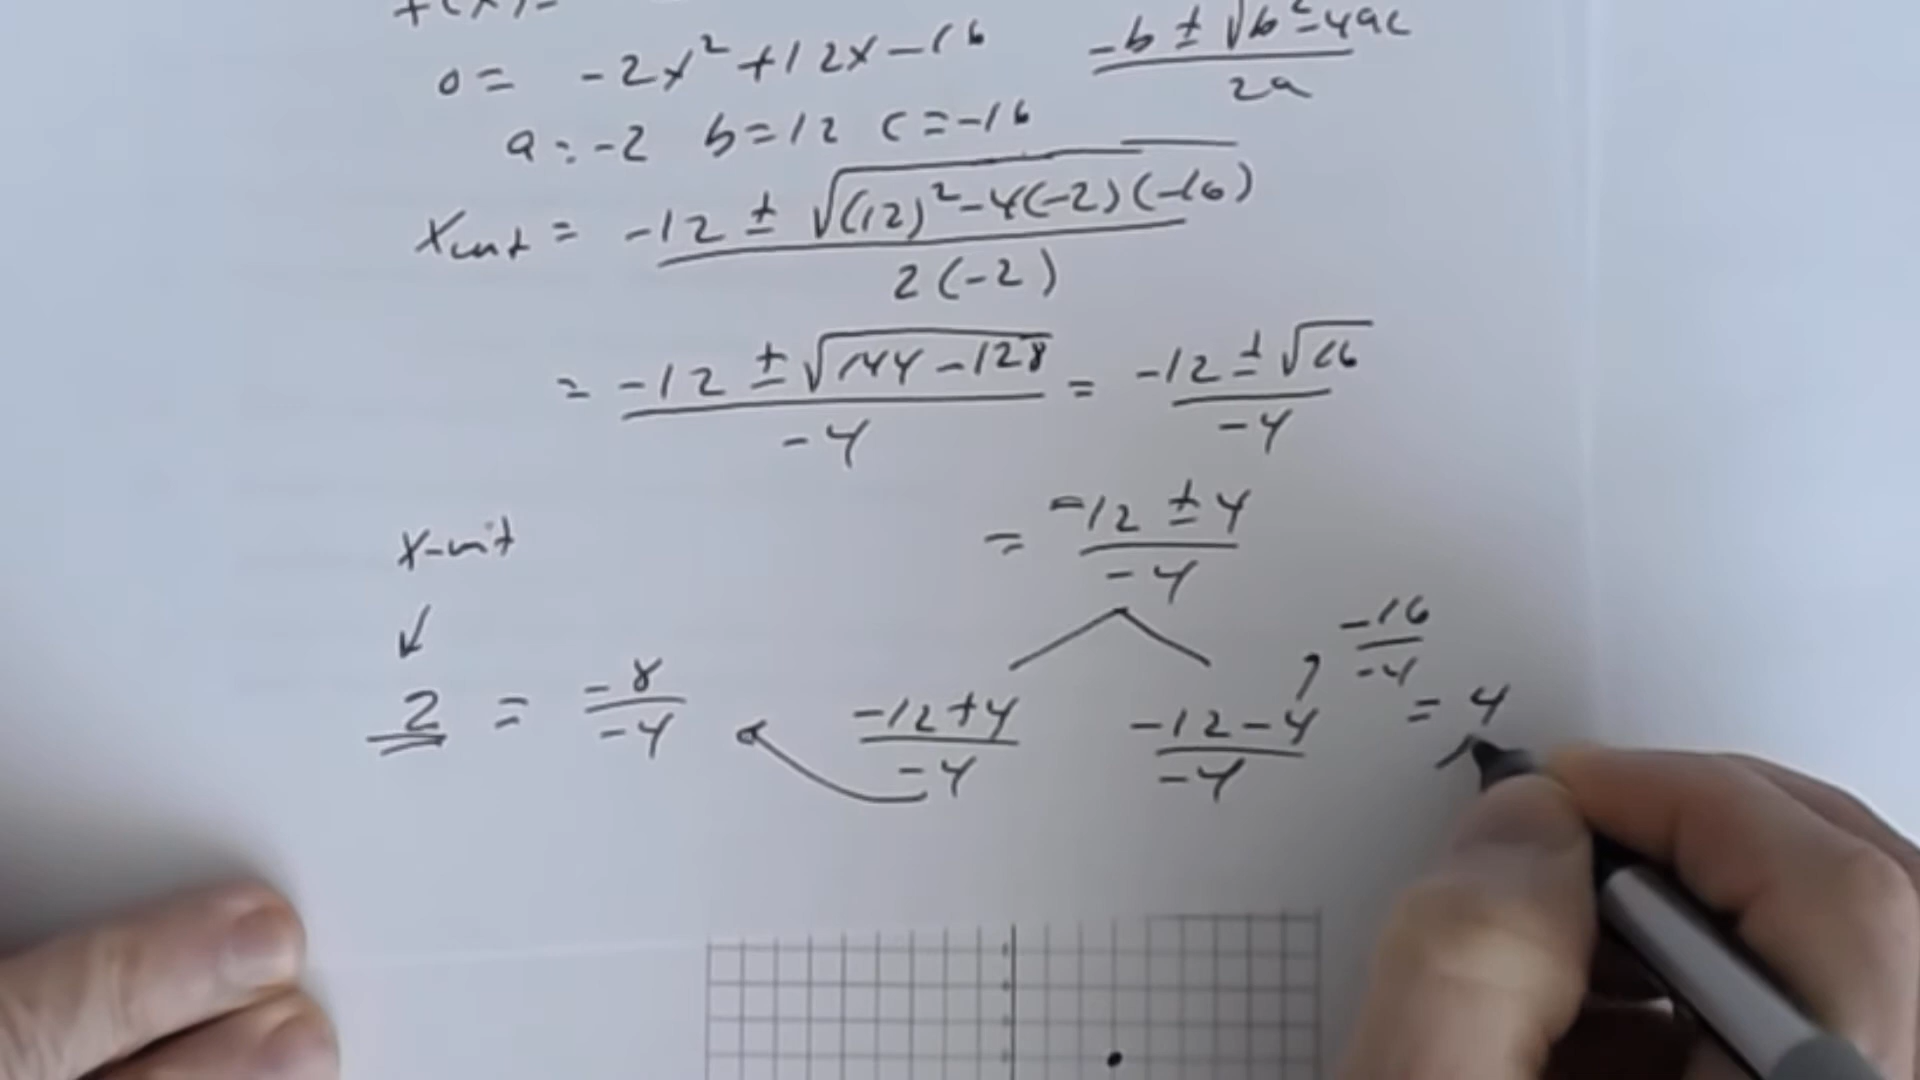 f(x)=
0 = -2x² + 12x - 16
-b ± √b² - 4ac / 2a
a = -2 b = 12 c = -16
x int = -12 ± √(12)² - 4(-2)(-16) / 2(-2)
= -12 ± √144 - 128 / -4 = -12 ± √16 / -4
= -12 ± 4 / -4
x-int
2 = -8 / -4
-12 + 4 / -4
-12 - 4 / -4
-16 / -4 = 4